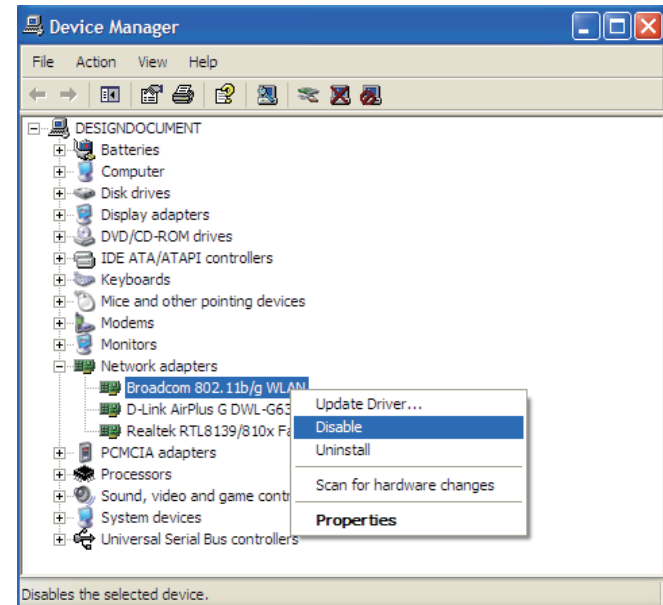 Device Manager
File Action View Help
DESIGNDOCUMENT
Batteries
Computer
Disk drives
Display adapters
DVD/CD-ROM drives
IDE ATA/ATAPI controllers
Keyboards
Mice and other pointing devices
Modems
Monitors
Network adapters
Broadcom 802.11b/g WLAN
D-Link AirPlus G DWL-G63
Realtek RTL8139/810x Fa
PCMCIA adapters
Processors
Sound, video and game contr
System devices
Universal Serial Bus controllers
Update Driver...
Disable
Uninstall
Scan for hardware changes
Properties
Disables the selected device.